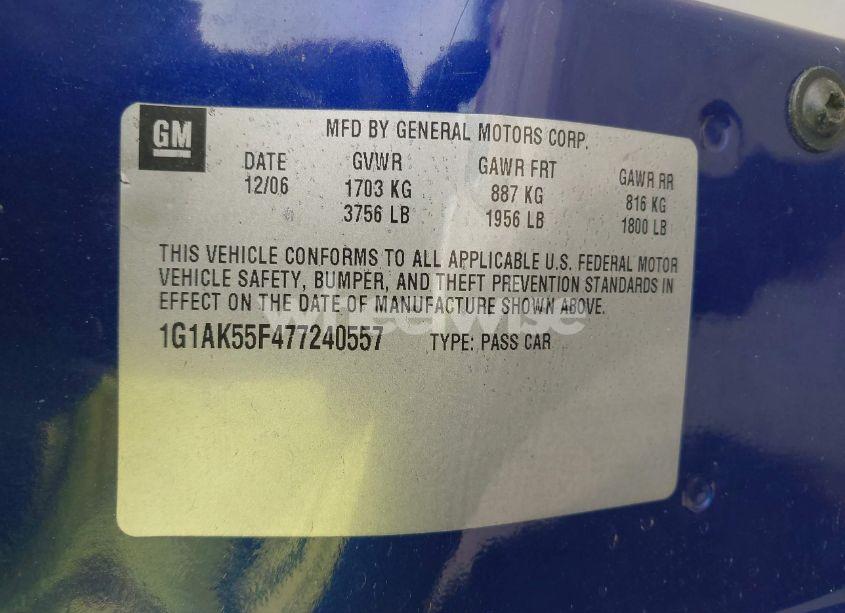 GM
MFD BY GENERAL MOTORS CORP.
DATE GVWR GAWR FRT GAWR RR
12/06 1703 KG 887 KG 816 KG
3756 LB 1956 LB 1800 LB
THIS VEHICLE CONFORMS TO ALL APPLICABLE U.S. FEDERAL MOTOR
VEHICLE SAFETY, BUMPER, AND THEFT PREVENTION STANDARDS IN
EFFECT ON THE DATE OF MANUFACTURE SHOWN ABOVE.
wheelwise
1G1AK55F477240557 TYPE: PASS CAR